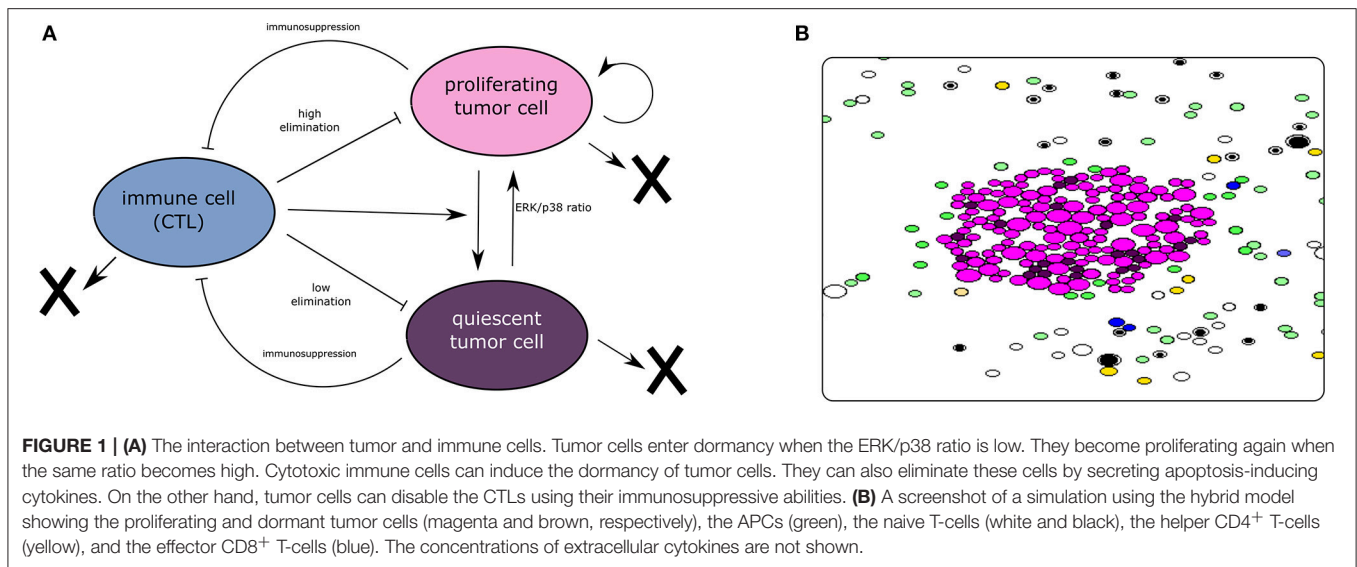 A
B
immunosuppression
proliferating
tumor cell
high
elimination
immune cell
(CTL)
ERK/p38 ratio
low
elimination
quiescent
tumor cell
immunosuppression
FIGURE 1 | (A) The interaction between tumor and immune cells. Tumor cells enter dormancy when the ERK/p38 ratio is low. They become proliferating again when
the same ratio becomes high. Cytotoxic immune cells can induce the dormancy of tumor cells. They can also eliminate these cells by secreting apoptosis-inducing
cytokines. On the other hand, tumor cells can disable the CTLs using their immunosuppressive abilities. (B) A screenshot of a simulation using the hybrid model
showing the proliferating and dormant tumor cells (magenta and brown, respectively), the APCs (green), the naive T-cells (white and black), the helper CD4+ T-cells
(yellow), and the effector CD8+ T-cells (blue). The concentrations of extracellular cytokines are not shown.